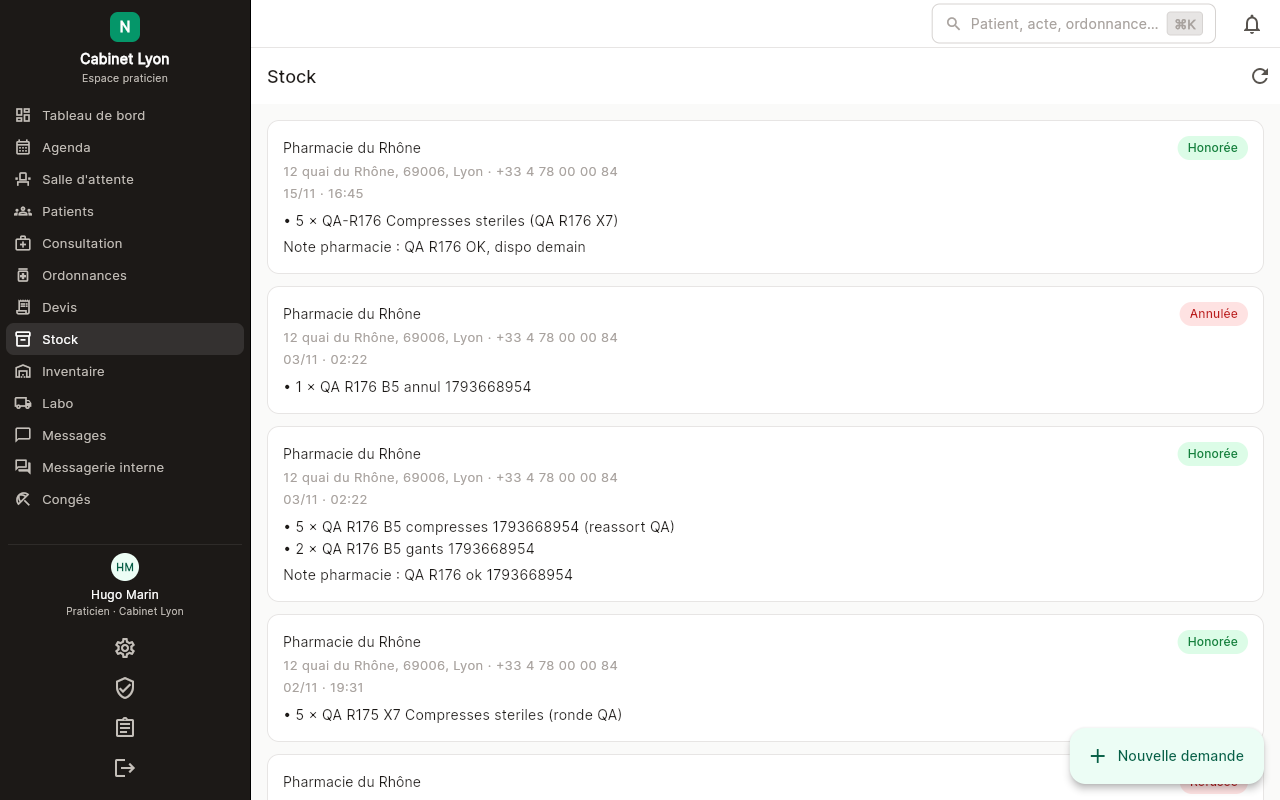 N
Cabinet Lyon
Espace praticien
Tableau de bord
Agenda
Salle d'attente
Patients
Consultation
Ordonnances
Devis
Stock
Inventaire
Labo
Messages
Messagerie interne
Congés
HM
Hugo Marin
Praticien · Cabinet Lyon
Patient, acte, ordonnance... ⌘K
Stock
Pharmacie du Rhône
Honorée
12 quai du Rhône, 69006, Lyon · +33 4 78 00 00 84
15/11 · 16:45
• 5 × QA-R176 Compresses steriles (QA R176 X7)
Note pharmacie : QA R176 OK, dispo demain
Pharmacie du Rhône
Annulée
12 quai du Rhône, 69006, Lyon · +33 4 78 00 00 84
03/11 · 02:22
• 1 × QA R176 B5 annul 1793668954
Pharmacie du Rhône
Honorée
12 quai du Rhône, 69006, Lyon · +33 4 78 00 00 84
03/11 · 02:22
• 5 × QA R176 B5 compresses 1793668954 (reassort QA)
• 2 × QA R176 B5 gants 1793668954
Note pharmacie : QA R176 ok 1793668954
Pharmacie du Rhône
Honorée
12 quai du Rhône, 69006, Lyon · +33 4 78 00 00 84
02/11 · 19:31
• 5 × QA R175 X7 Compresses steriles (ronde QA)
Nouvelle demande
Pharmacie du Rhône